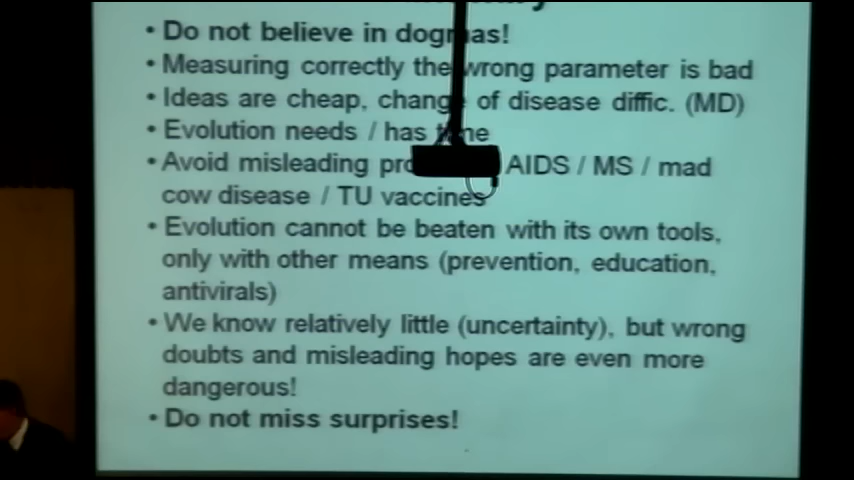 • Do not believe in dogmas!
• Measuring correctly the wrong parameter is bad
• Ideas are cheap, change of disease diffic. (MD)
• Evolution needs / has time
• Avoid misleading AIDS / MS / mad
cow disease / TU vaccines
• Evolution cannot be beaten with its own tools,
only with other means (prevention, education,
antivirals)
• We know relatively little (uncertainty), but wrong
doubts and misleading hopes are even more
dangerous!
• Do not miss surprises!